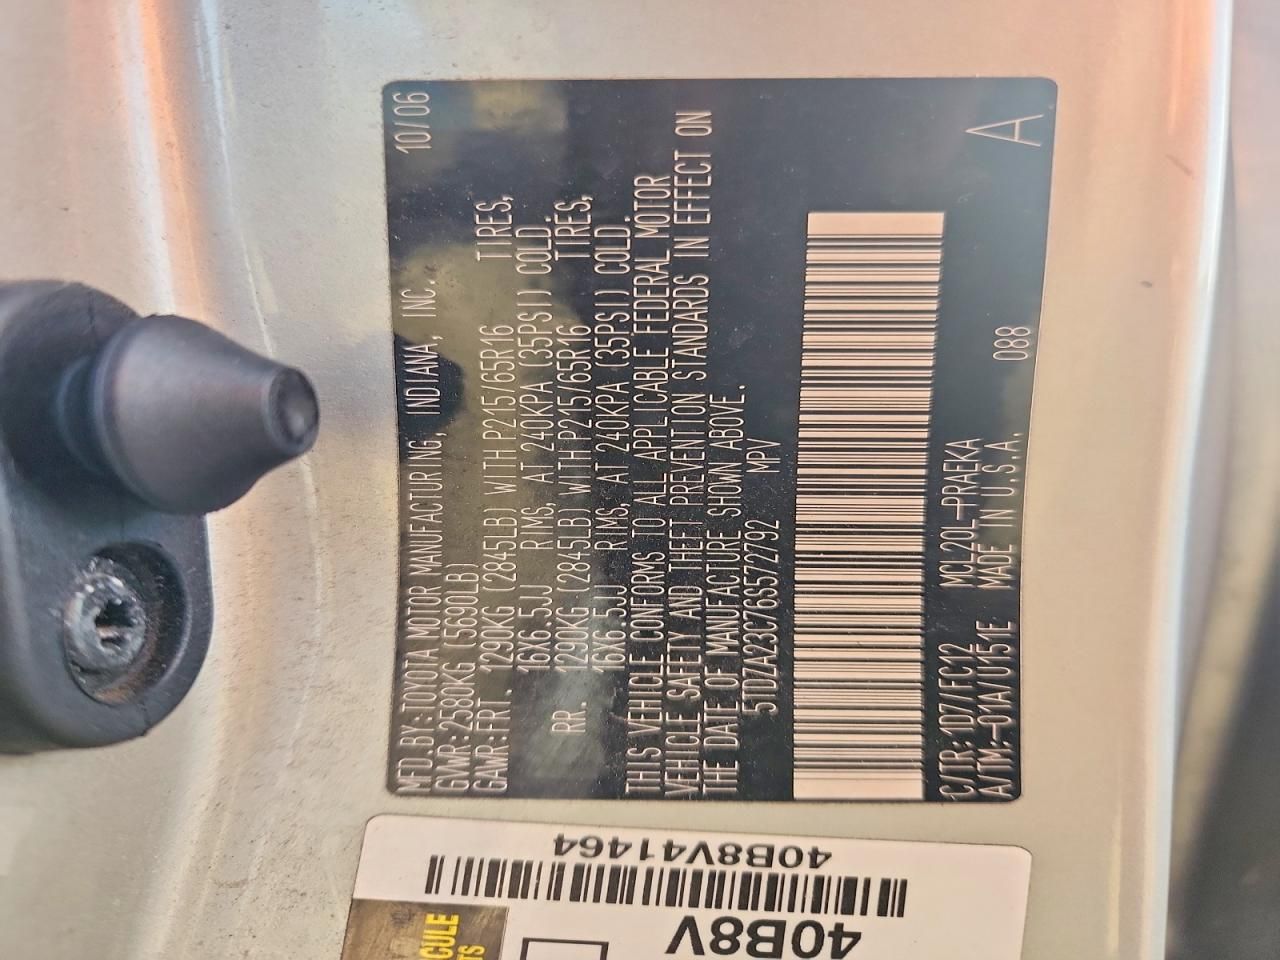 MFD.BY:TOYOTA MOTOR MANUFACTURING, INDIANA, INC. 10/06
GVWR:2580KG (5690LB)
GAWR:FRT. 1290KG (2845LB) WITH P215/65R16 TIRES,
16X6.5JJ RIMS, AT 240KPA (35PSI) COLD.
RR. 1290KG (2845LB) WITH P215/65R16 TIRES,
16X6.5JJ RIMS, AT 240KPA (35PSI) COLD.
THIS VEHICLE CONFORMS TO ALL APPLICABLE FEDERAL MOTOR
VEHICLE SAFETY AND THEFT PREVENTION STANDARDS IN EFFECT ON
THE DATE OF MANUFACTURE SHOWN ABOVE.
5TDZA23C76S572792 MPV
C/TR:1D7/FC12 MCL20L-PRAEKA
A/TM:-01A/U151E MADE IN U.S.A. 088 A
40B8V41464
40B8V